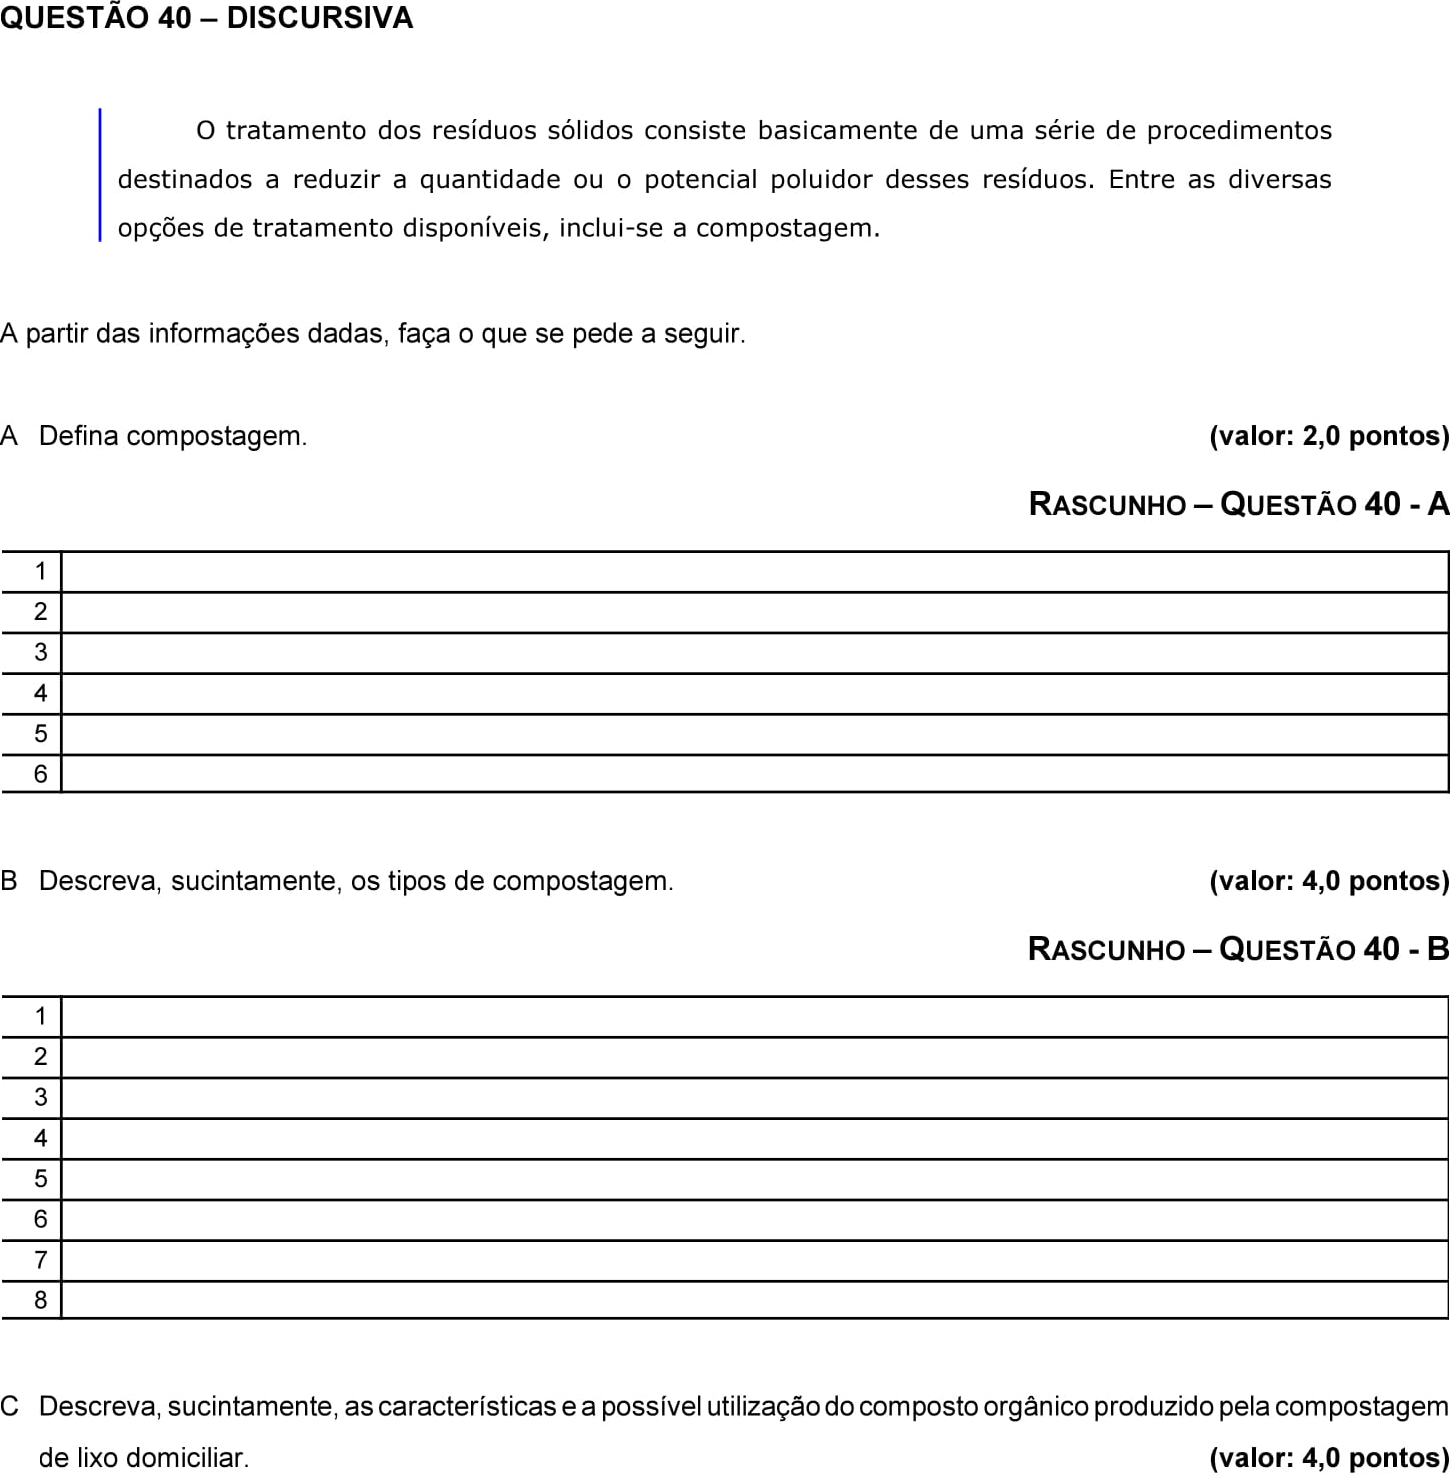 QUESTÃO 40 – DISCURSIVA
O tratamento dos resíduos sólidos consiste basicamente de uma série de procedimentos
destinados a reduzir a quantidade ou o potencial poluidor desses resíduos. Entre as diversas
opções de tratamento disponíveis, inclui-se a compostagem.
A partir das informações dadas, faça o que se pede a seguir.
A Defina compostagem. (valor: 2,0 pontos)
RASCUNHO – QUESTÃO 40 - A
1
2
3
4
5
6
B Descreva, sucintamente, os tipos de compostagem. (valor: 4,0 pontos)
RASCUNHO – QUESTÃO 40 - B
1
2
3
4
5
6
7
8
C Descreva, sucintamente, as características e a possível utilização do composto orgânico produzido pela compostagem
de lixo domiciliar. (valor: 4,0 pontos)